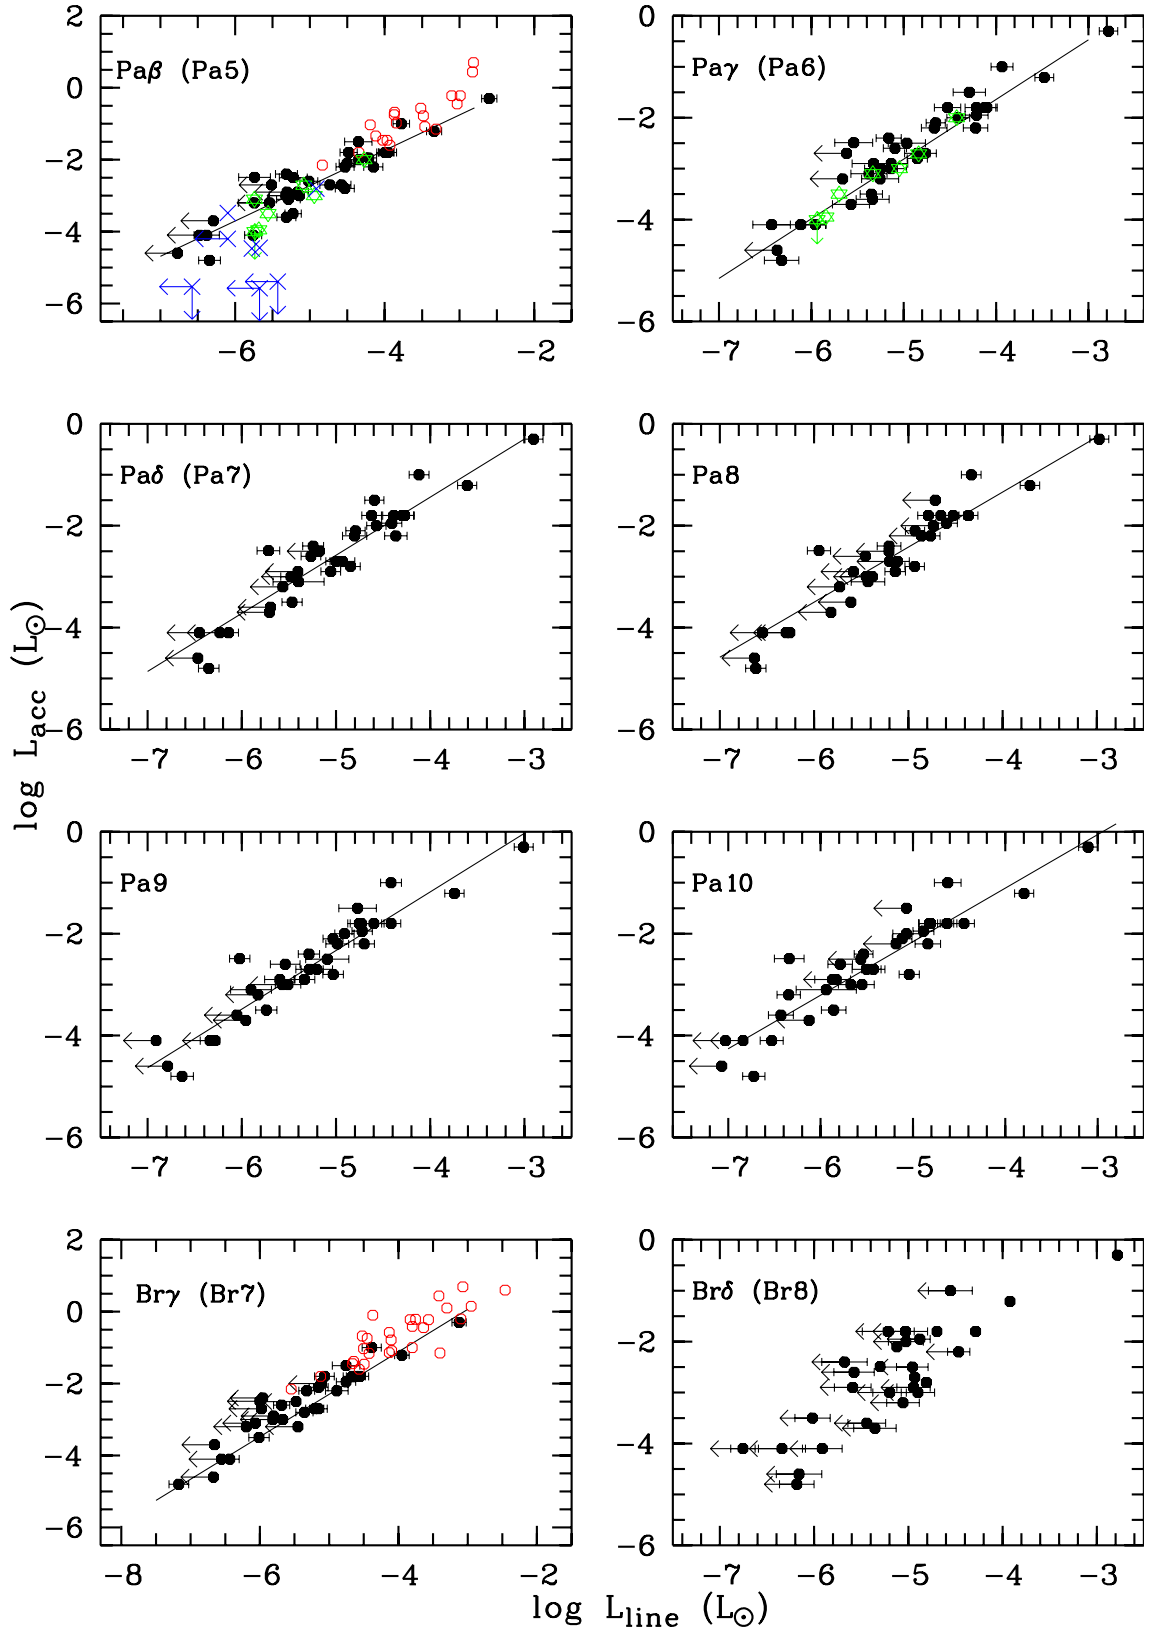 2
0
−2
−4
−6
−6 −4 −2
Paβ (Pa5)
0
−2
−4
−6
−7 −6 −5 −4 −3
Paγ (Pa6)
0
−2
−4
−6
−7 −6 −5 −4 −3
Paδ (Pa7)
0
−2
−4
−6
−7 −6 −5 −4 −3
Pa8
0
−2
−4
−6
−7 −6 −5 −4 −3
Pa9
0
−2
−4
−6
−7 −6 −5 −4 −3
Pa10
2
0
−2
−4
−6
−8 −6 −4 −2
Brγ (Br7)
0
−2
−4
−6
−7 −6 −5 −4 −3
Brδ (Br8)
log Lacc (L⊙)
log Lline (L⊙)